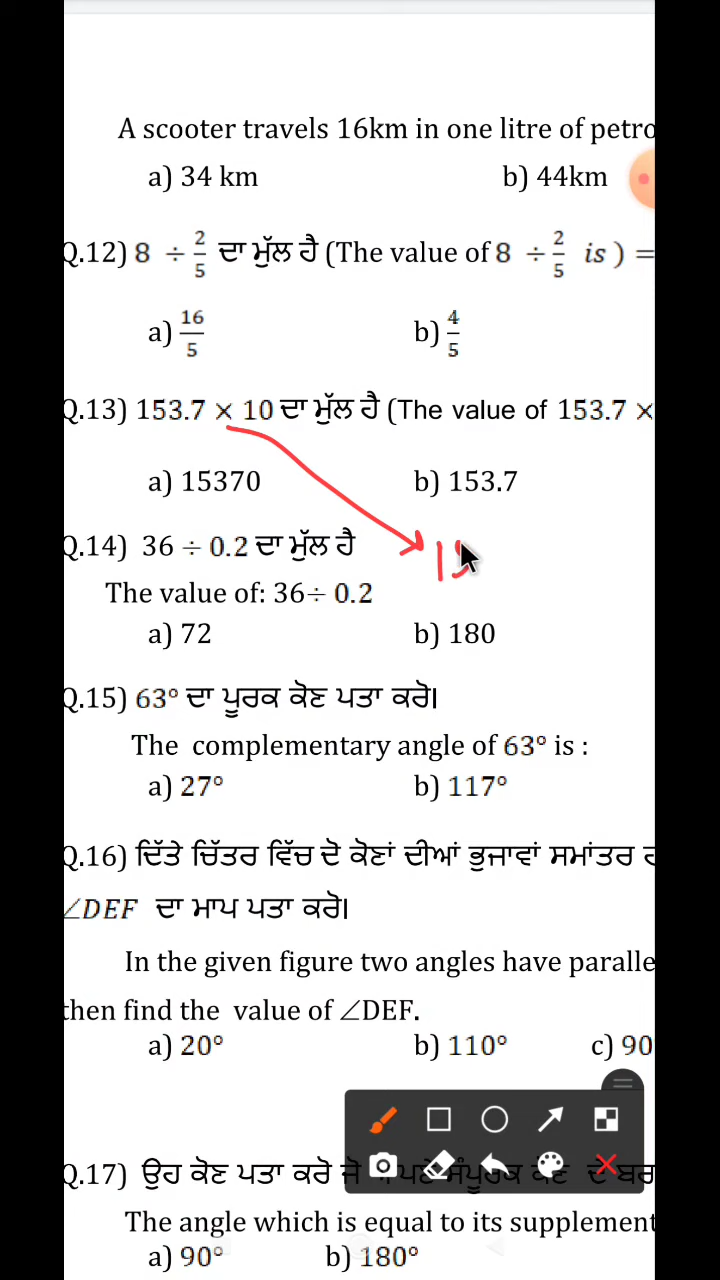 A scooter travels 16km in one litre of petro
a) 34 km b) 44km
Q.12) 8 ÷ 2/5 ਦਾ ਮੁੱਲ ਹੈ (The value of 8 ÷ 2/5 is ) =
a) 16/5 b) 4/5
Q.13) 153.7 × 10 ਦਾ ਮੁੱਲ ਹੈ (The value of 153.7 ×
a) 15370 b) 153.7
Q.14) 36 ÷ 0.2 ਦਾ ਮੁੱਲ ਹੈ
15
The value of: 36÷ 0.2
a) 72 b) 180
Q.15) 63° ਦਾ ਪੂਰਕ ਕੋਣ ਪਤਾ ਕਰੋ।
The complementary angle of 63° is :
a) 27° b) 117°
Q.16) ਦਿੱਤੇ ਚਿੱਤਰ ਵਿੱਚ ਦੋ ਕੋਣਾਂ ਦੀਆਂ ਭੁਜਾਵਾਂ ਸਮਾਂਤਰ ਹ
∠DEF ਦਾ ਮਾਪ ਪਤਾ ਕਰੋ।
In the given figure two angles have paralle
then find the value of ∠DEF.
a) 20° b) 110° c) 90
Q.17) ਉਹ ਕੋਣ ਪਤਾ ਕਰੋ ਜੋ
The angle which is equal to its supplement
a) 90° b) 180°